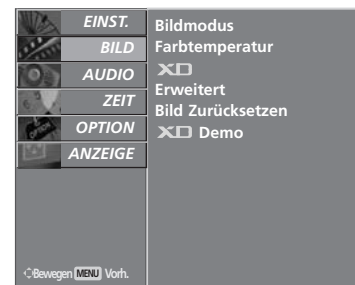 EINST.
BILD
AUDIO
ZEIT
OPTION
ANZEIGE
Bildmodus
Farbtemperatur
XD
Erweitert
Bild Zurücksetzen
XD Demo
Bewegen MENU Vorh.